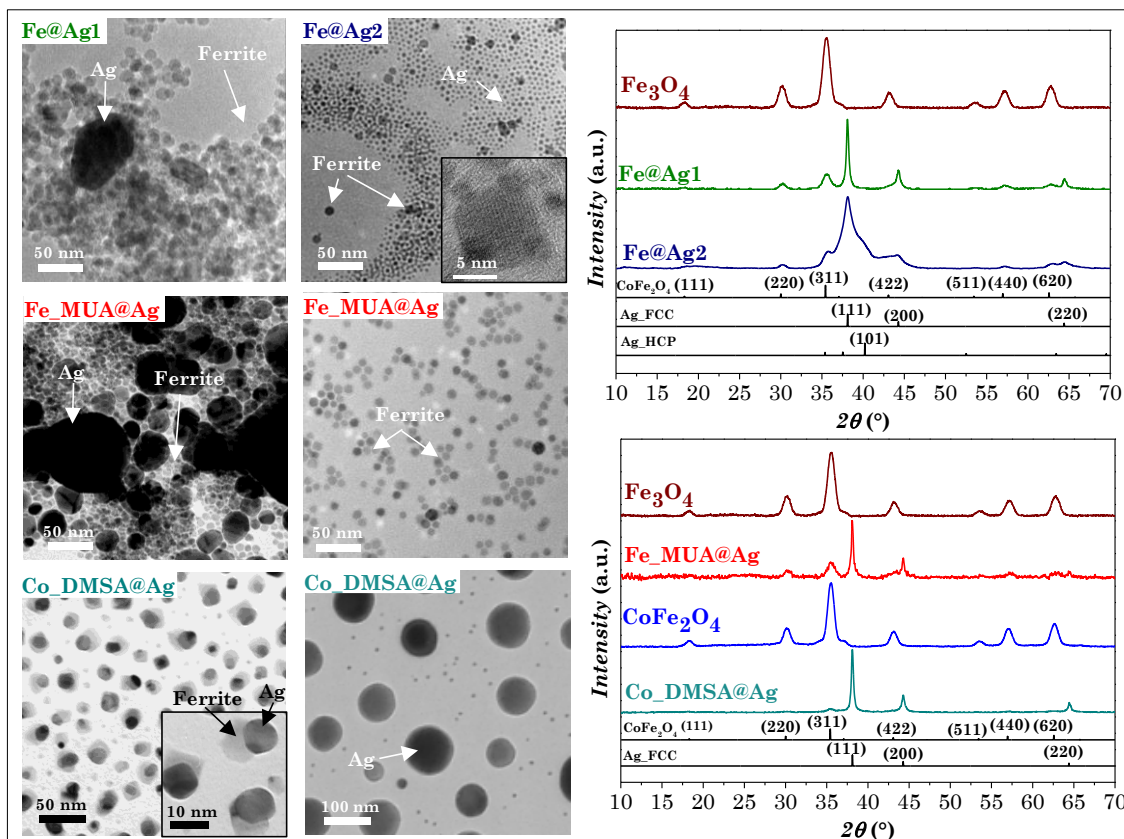 Fe@Ag1
Ag
Ferrite
50 nm
Fe@Ag2
Ag
Ferrite
50 nm
5 nm
Fe_MUA@Ag
Ag
Ferrite
50 nm
Fe_MUA@Ag
Ferrite
50 nm
Co_DMSA@Ag
Ferrite
Ag
50 nm
10 nm
Co_DMSA@Ag
Ag
100 nm
Intensity (a.u.)
Fe3O4
Fe@Ag1
Fe@Ag2
CoFe2O4 (111) (220) (311) (422) (511) (440) (620)
Ag_FCC (111) (200) (220)
Ag_HCP (101)
10 15 20 25 30 35 40 45 50 55 60 65 70
2θ (°)
Intensity (a.u.)
Fe3O4
Fe_MUA@Ag
CoFe2O4
Co_DMSA@Ag
CoFe2O4 (111) (220) (311) (422) (511) (440) (620)
Ag_FCC (111) (200) (220)
10 15 20 25 30 35 40 45 50 55 60 65 70
2θ (°)